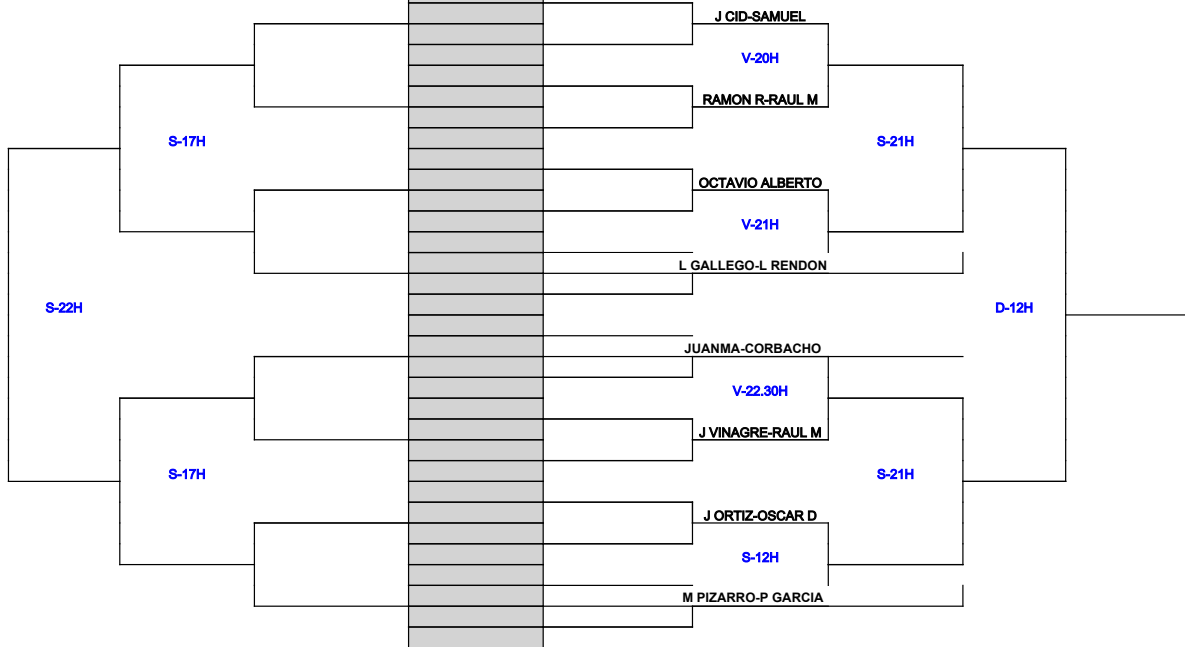 J CID-SAMUEL
V-20H
RAMON R-RAUL M
S-17H
S-21H
OCTAVIO ALBERTO
V-21H
L GALLEGO-L RENDON
S-22H
D-12H
JUANMA-CORBACHO
V-22.30H
J VINAGRE-RAUL M
S-17H
S-21H
J ORTIZ-OSCAR D
S-12H
M PIZARRO-P GARCIA